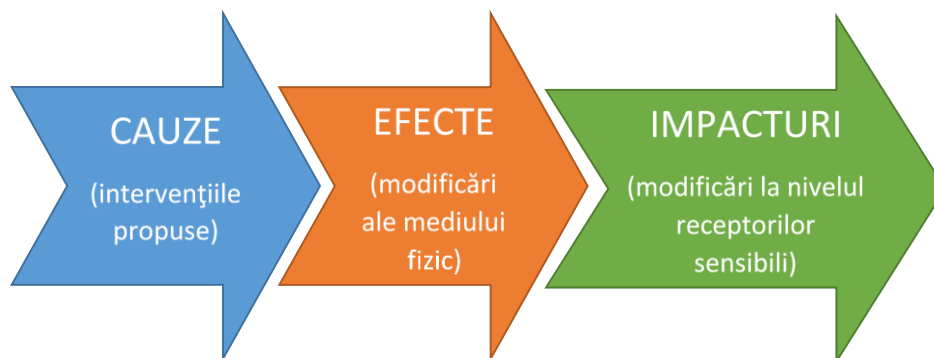 CAUZE
(intervenţiile
propuse)
EFECTE
(modificări
ale mediului
fizic)
IMPACTURI
(modificări la nivelul
receptorilor
sensibili)